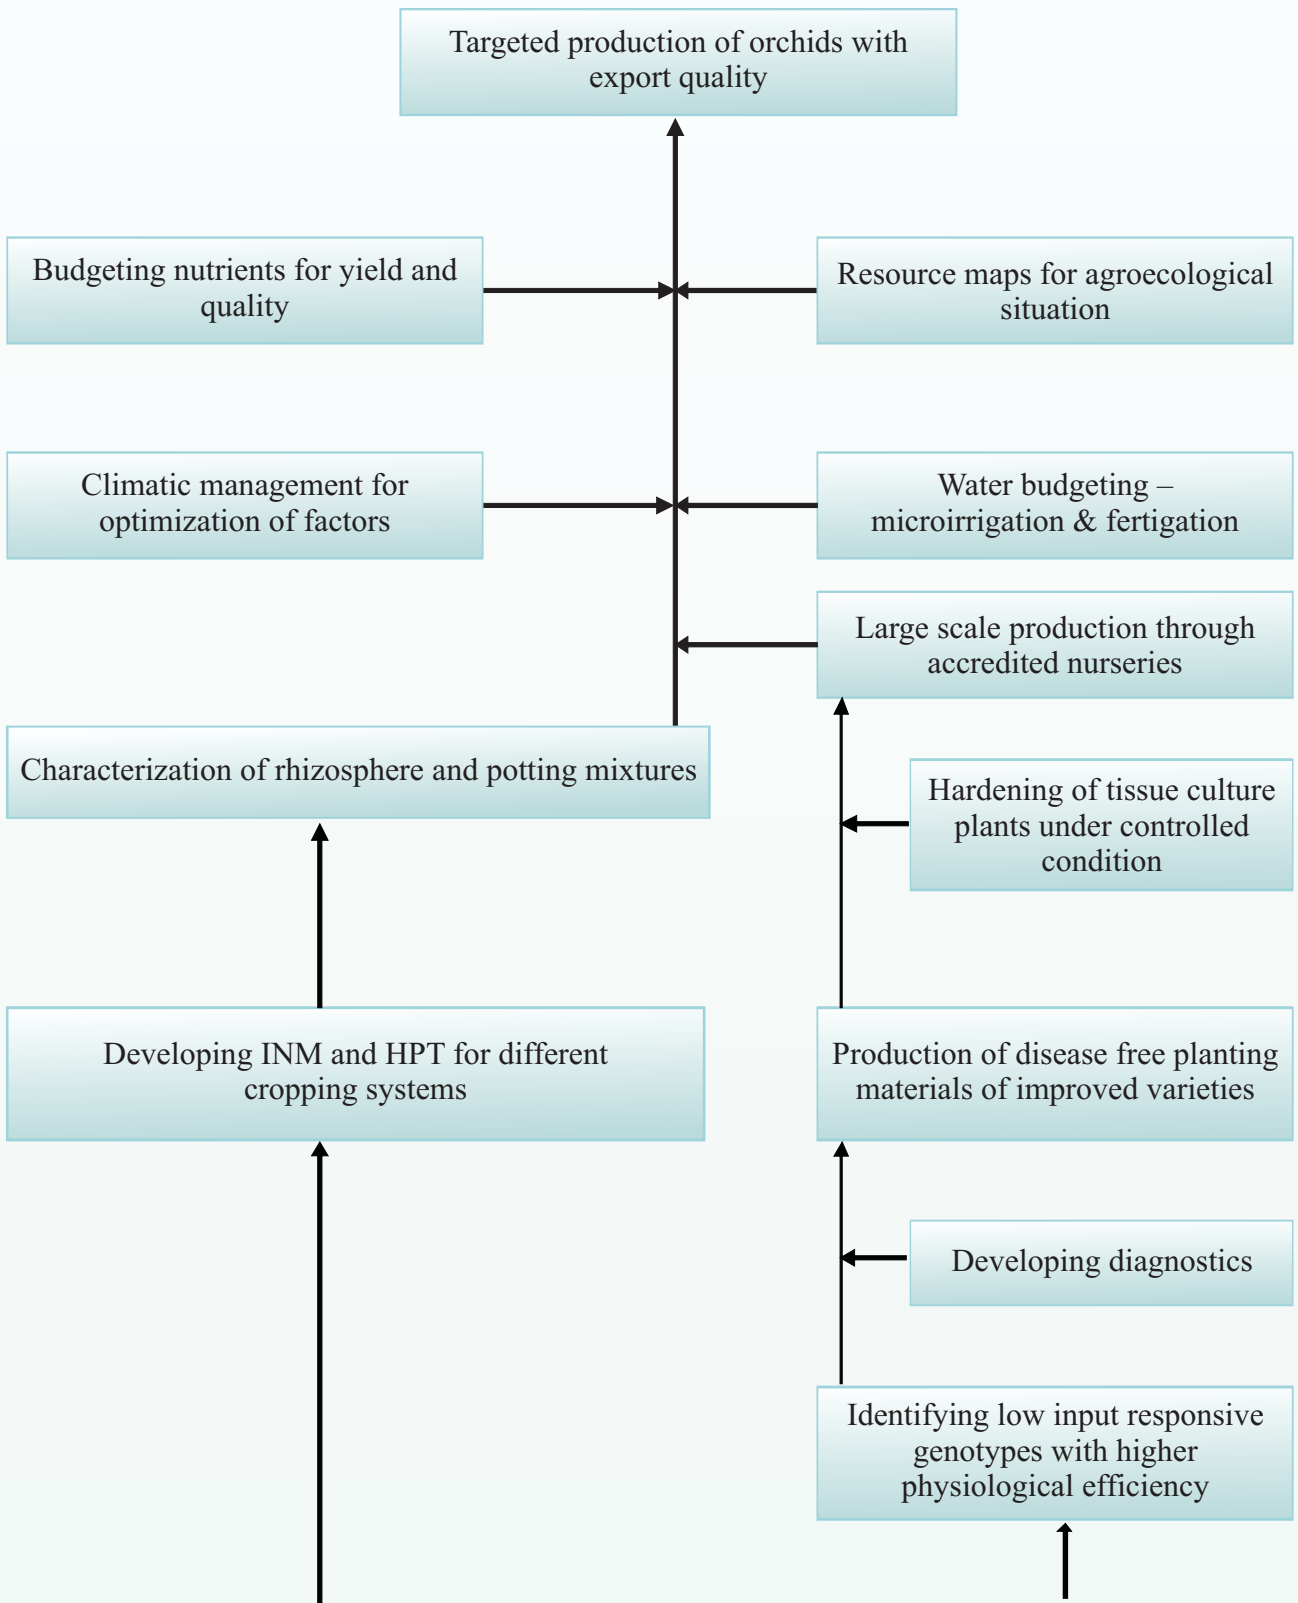 Targeted production of orchids with
export quality
Budgeting nutrients for yield and
quality
Resource maps for agroecological
situation
Climatic management for
optimization of factors
Water budgeting –
microirrigation & fertigation
Large scale production through
accredited nurseries
Characterization of rhizosphere and potting mixtures
Hardening of tissue culture
plants under controlled
condition
Developing INM and HPT for different
cropping systems
Production of disease free planting
materials of improved varieties
Developing diagnostics
Identifying low input responsive
genotypes with higher
physiological efficiency